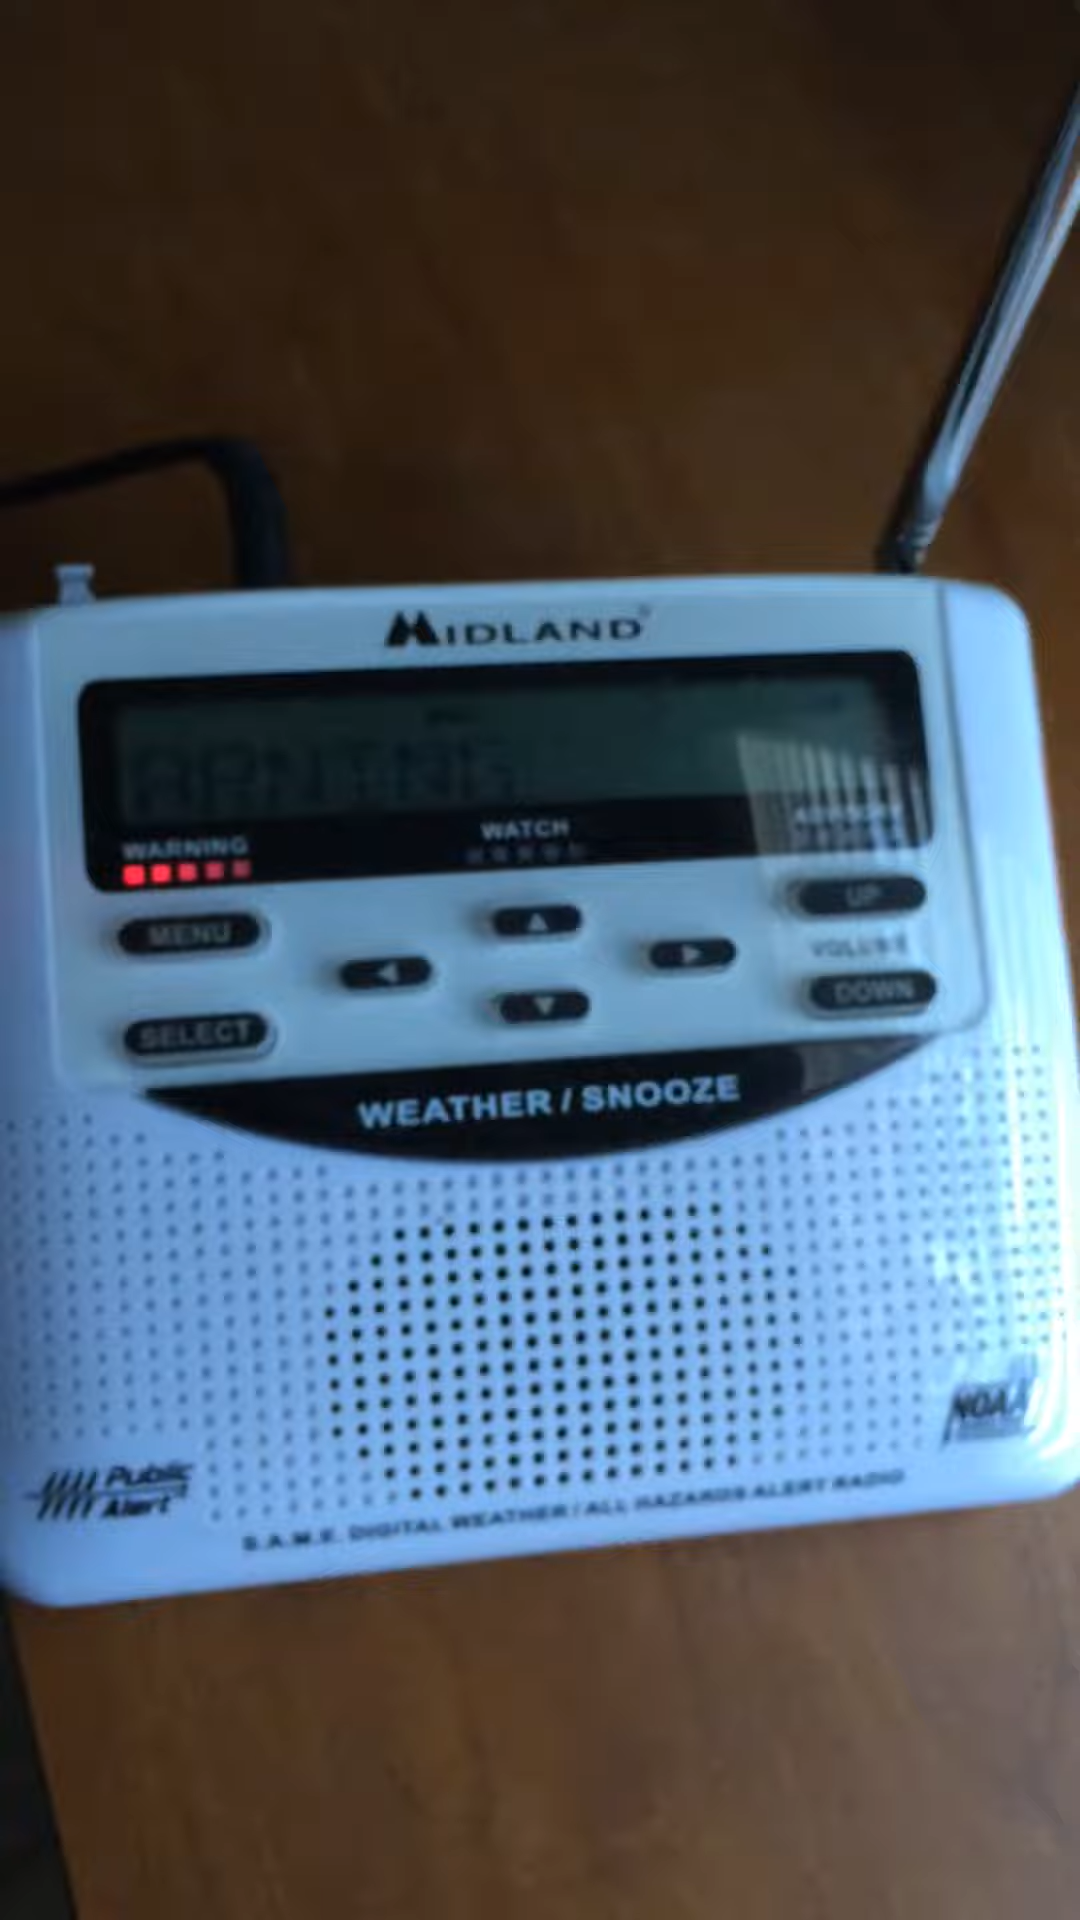 MIDLAND
ARNING
WARNING
WATCH
MENU
UP
VOLUME
DOWN
SELECT
WEATHER / SNOOZE
NOAA
Public
Alert
S.A.M.E. DIGITAL WEATHER / ALL HAZARDS ALERT RADIO